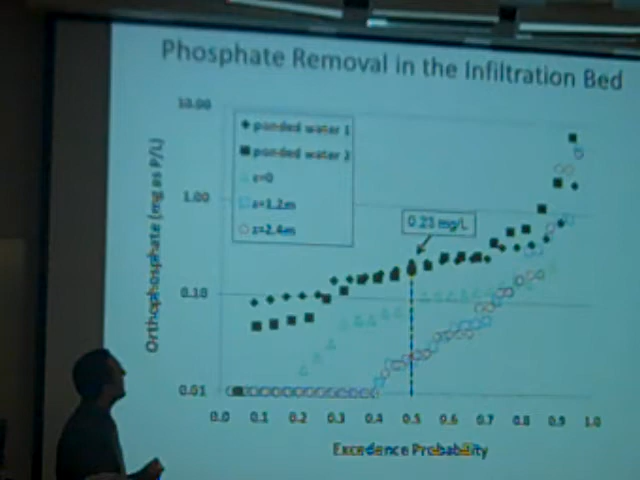 Phosphate Removal in the Infiltration Bed
10.00
1.00
0.10
0.01
Orthophosphate (mg as P/L)
ponded water 1
ponded water 2
z=0
z=1.2m
z=2.4m
0.23 mg/L
0.0 0.1 0.2 0.3 0.4 0.5 0.6 0.7 0.8 0.9 1.0
Excedence Probability